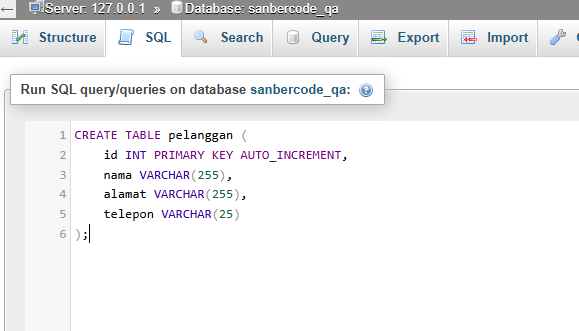 Server: 127.0.0.1 » Database: sanbercode_qa
Structure SQL Search Query Export Import
Run SQL query/queries on database sanbercode_qa:
1 CREATE TABLE pelanggan (
2 id INT PRIMARY KEY AUTO_INCREMENT,
3 nama VARCHAR(255),
4 alamat VARCHAR(255),
5 telepon VARCHAR(25)
6 );